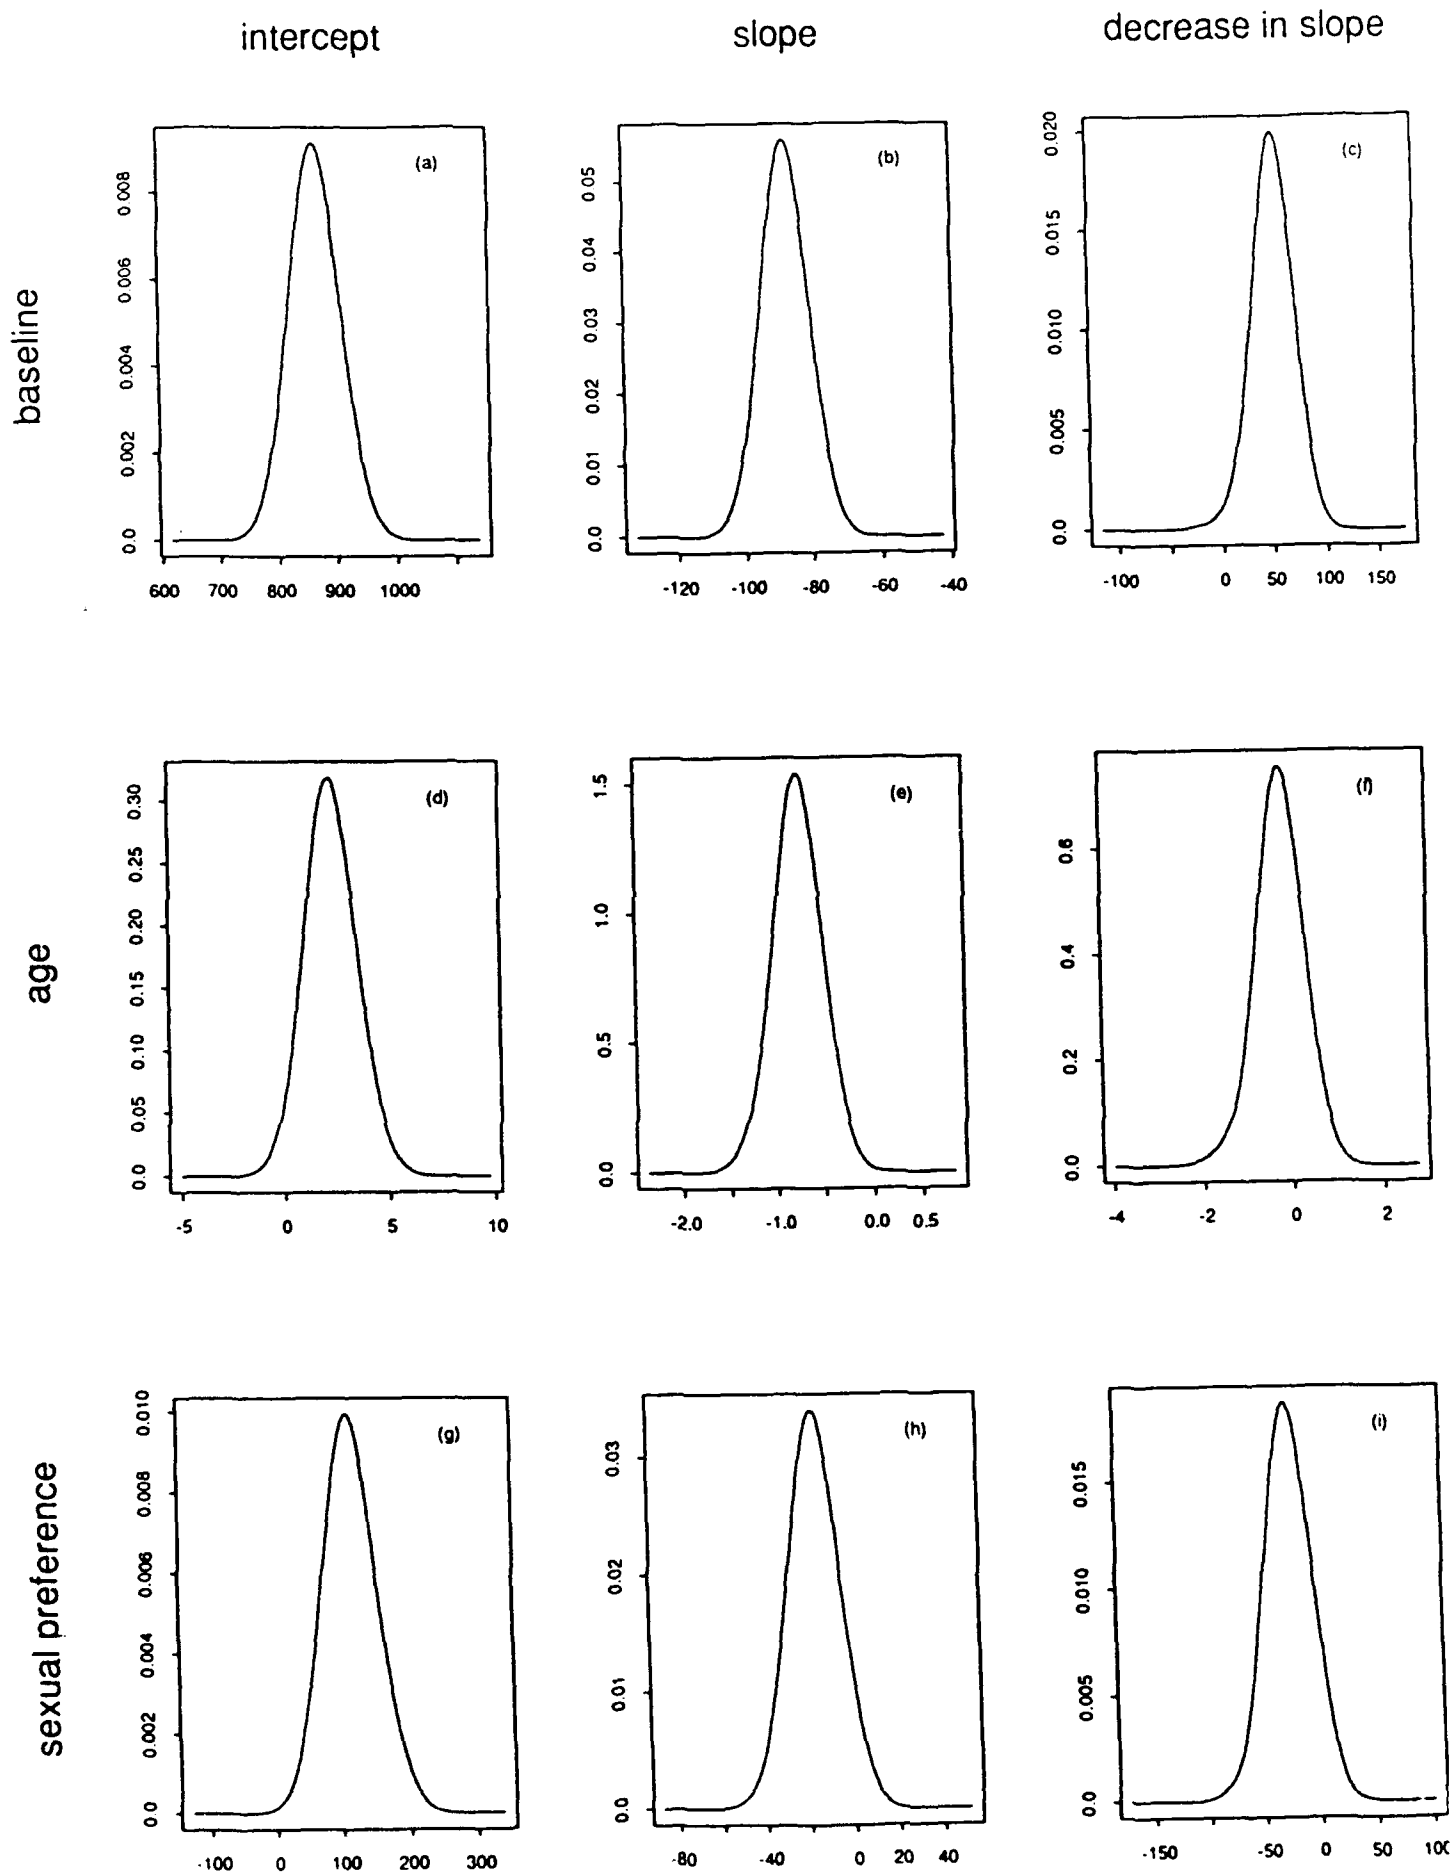 intercept slope decrease in slope
baseline
(a) (b) (c)
0.008 0.006 0.004 0.002 0.0
600 700 800 900 1000
0.05 0.04 0.03 0.02 0.01 0.0
-120 -100 -80 -60 -40
0.020 0.015 0.010 0.005 0.0
-100 0 50 100 150
age
(d) (e) (f)
0.30 0.25 0.20 0.15 0.10 0.05 0.0
-5 0 5 10
1.5 1.0 0.5 0.0
-2.0 -1.0 0.0 0.5
0.6 0.4 0.2 0.0
-4 -2 0 2
sexual preference
(g) (h) (i)
0.010 0.008 0.006 0.004 0.002 0.0
-100 0 100 200 300
0.03 0.02 0.01 0.0
-80 -40 0 20 40
0.015 0.010 0.005 0.0
-150 -50 0 50 100